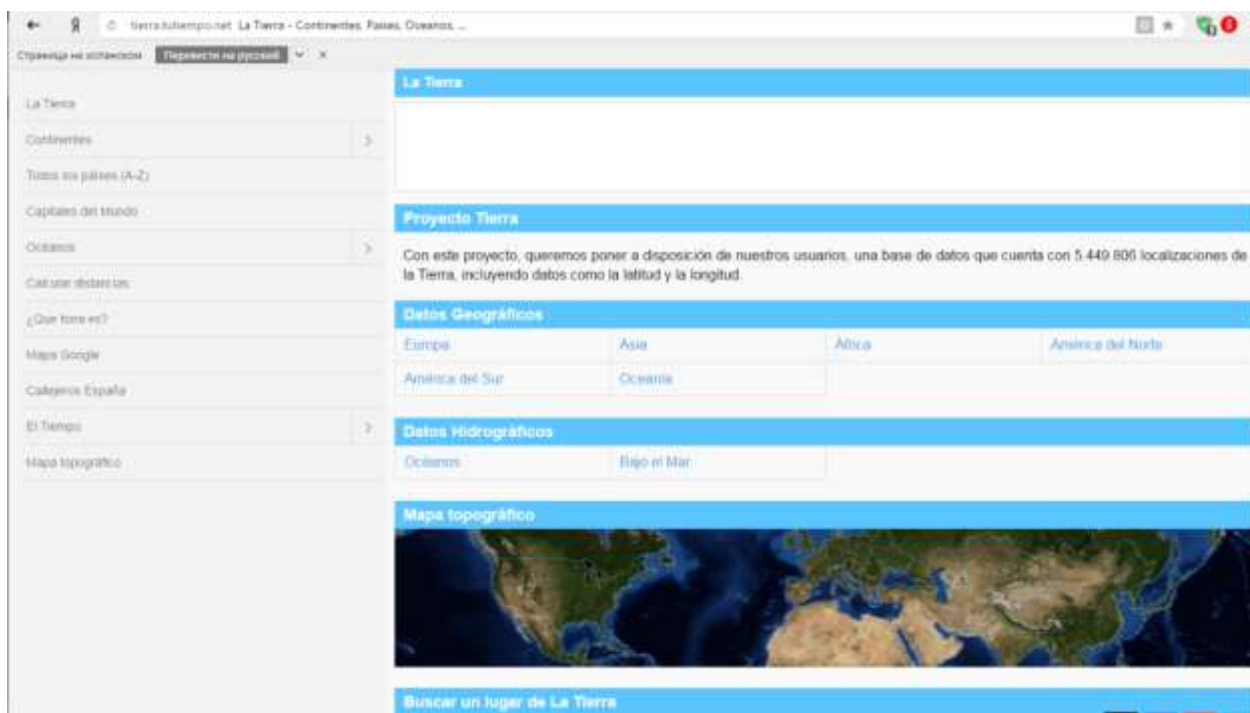 tierra.tutiempo.net La Tierra - Continentes, Paises, Oceanos, ...
Страница на испанском Перевести на русский
La Tierra
Continentes
Todos los países (A-Z)
Capitales del Mundo
Océanos
Calcular distancias
¿Que hora es?
Mapa Google
Callejeros España
El Tiempo
Mapa topográfico
La Tierra
Proyecto Tierra
Con este proyecto, queremos poner a disposición de nuestros usuarios, una base de datos que cuenta con 5.449.806 localizaciones de
la Tierra, incluyendo datos como la latitud y la longitud.
Datos Geográficos
Europa Asia África América del Norte
América del Sur Oceanía
Datos Hidrográficos
Océanos Bajo el Mar
Mapa topográfico
Buscar un lugar de La Tierra